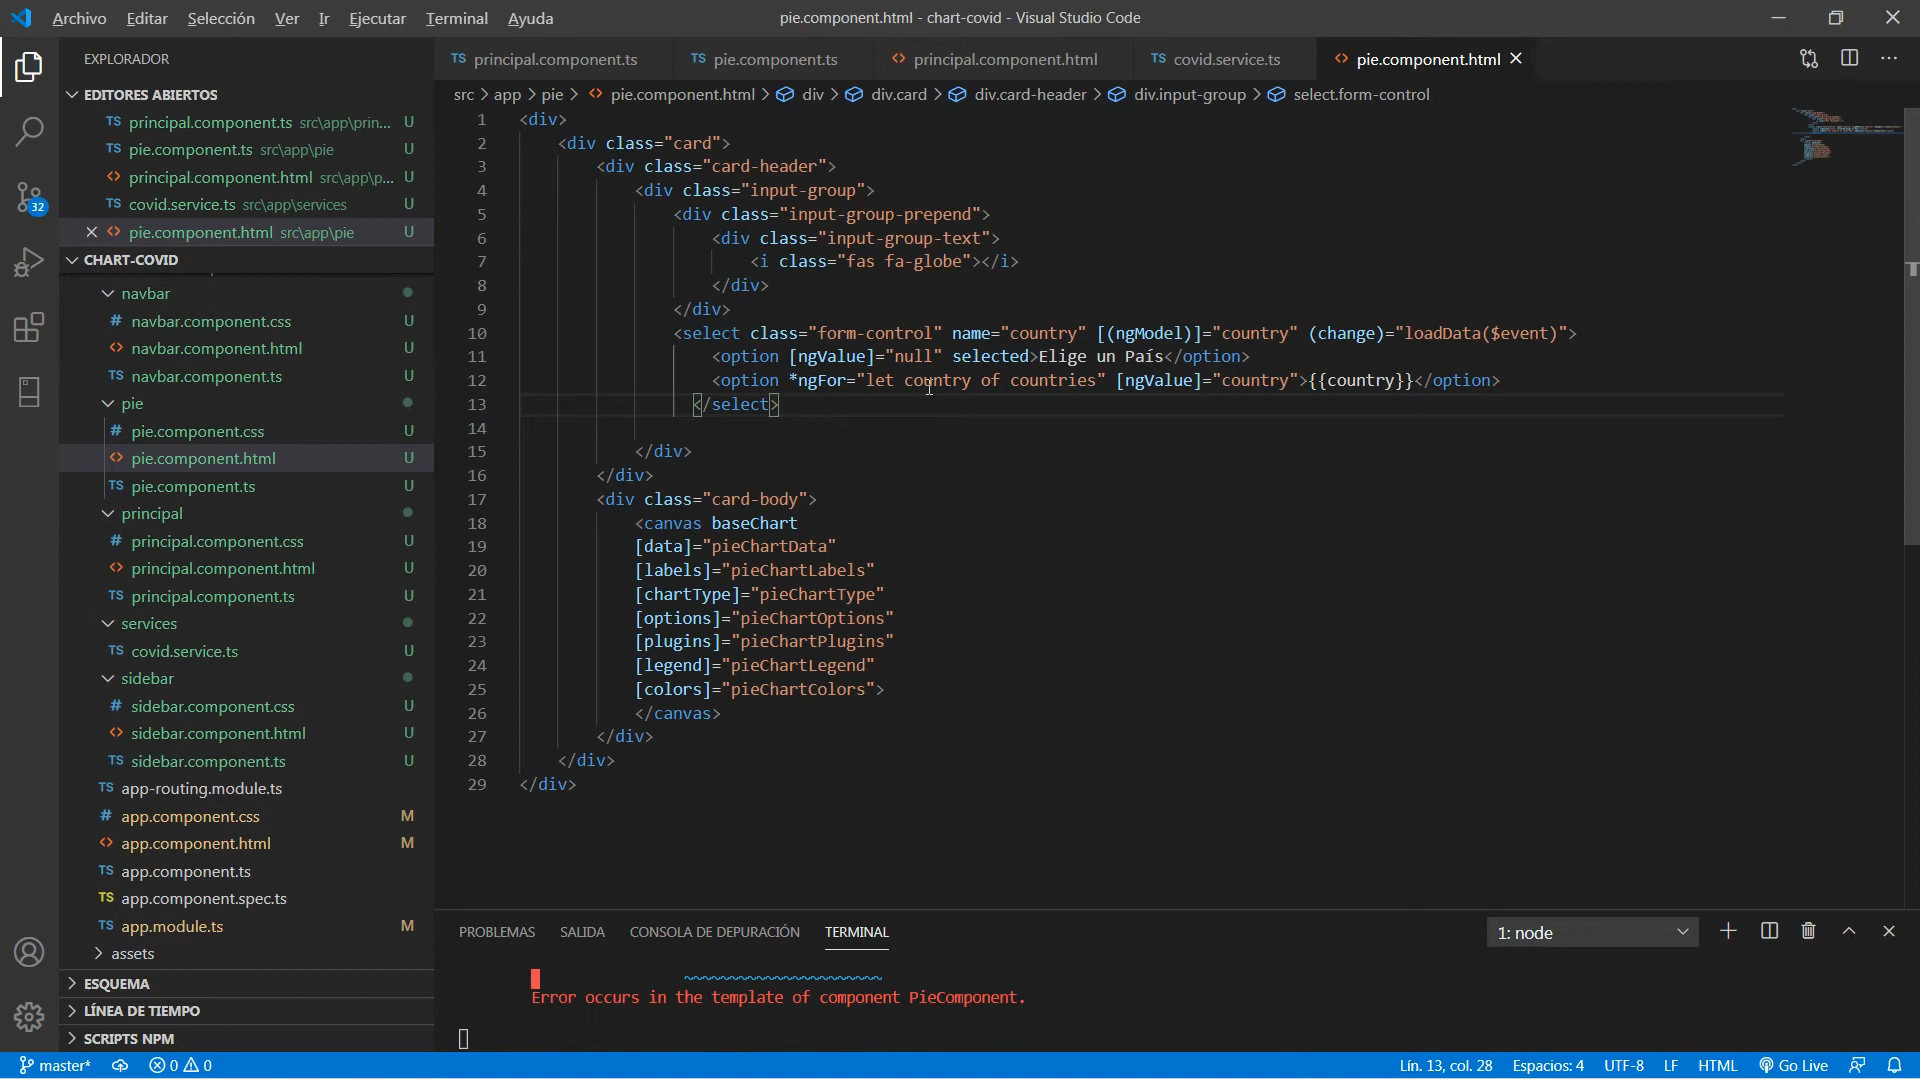 Archivo Editar Selección Ver Ir Ejecutar Terminal Ayuda
pie.component.html - chart-covid - Visual Studio Code
EXPLORADOR
TS principal.component.ts
TS pie.component.ts
principal.component.html
TS covid.service.ts
pie.component.html
EDITORES ABIERTOS
TS principal.component.ts src\app\prin... U
TS pie.component.ts src\app\pie U
principal.component.html src\app\p... U
TS covid.service.ts src\app\services U
pie.component.html src\app\pie U
CHART-COVID
navbar
# navbar.component.css U
navbar.component.html U
TS navbar.component.ts U
pie
# pie.component.css U
pie.component.html U
TS pie.component.ts U
principal
# principal.component.css U
principal.component.html U
TS principal.component.ts U
services
TS covid.service.ts U
sidebar
# sidebar.component.css U
sidebar.component.html U
TS sidebar.component.ts U
TS app-routing.module.ts
# app.component.css M
app.component.html M
TS app.component.ts
TS app.component.spec.ts
TS app.module.ts M
assets
ESQUEMA
LÍNEA DE TIEMPO
SCRIPTS NPM
32
src > app > pie > pie.component.html > div > div.card > div.card-header > div.input-group > select.form-control
1 <div>
2 <div class="card">
3 <div class="card-header">
4 <div class="input-group">
5 <div class="input-group-prepend">
6 <div class="input-group-text">
7 <i class="fas fa-globe"></i>
8 </div>
9 </div>
10 <select class="form-control" name="country" [(ngModel)]="country" (change)="loadData($event)">
11 <option [ngValue]="null" selected>Elige un País</option>
12 <option *ngFor="let country of countries" [ngValue]="country">{{country}}</option>
13 </select>
14
15 </div>
16 </div>
17 <div class="card-body">
18 <canvas baseChart
19 [data]="pieChartData"
20 [labels]="pieChartLabels"
21 [chartType]="pieChartType"
22 [options]="pieChartOptions"
23 [plugins]="pieChartPlugins"
24 [legend]="pieChartLegend"
25 [colors]="pieChartColors">
26 </canvas>
27 </div>
28 </div>
29 </div>
PROBLEMAS SALIDA CONSOLA DE DEPURACIÓN TERMINAL
1: node
~~~~~~~~~~~~~~~~~~~~~~
Error occurs in the template of component PieComponent.
master* 0 0
Lín. 13, col. 28 Espacios: 4 UTF-8 LF HTML Go Live